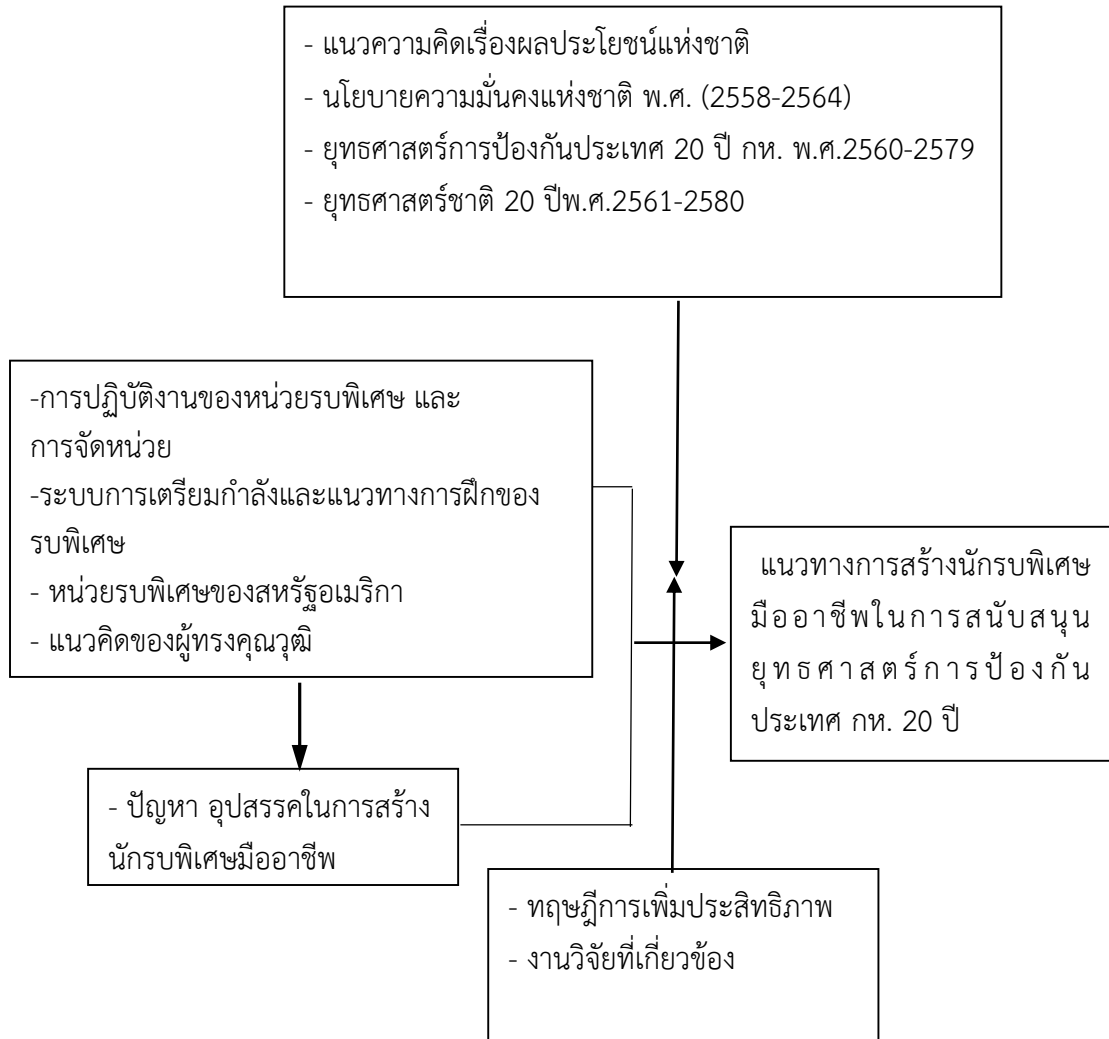 - แนวความคิดเรื่องผลประโยชน์แห่งชาติ
- นโยบายความมั่นคงแห่งชาติ พ.ศ. (2558-2564)
- ยุทธศาสตร์การป้องกันประเทศ 20 ปี กห. พ.ศ.2560-2579
- ยุทธศาสตร์ชาติ 20 ปีพ.ศ.2561-2580
-การปฏิบัติงานของหน่วยรบพิเศษ และ
การจัดหน่วย
-ระบบการเตรียมกำลังและแนวทางการฝึกของ
รบพิเศษ
- หน่วยรบพิเศษของสหรัฐอเมริกา
- แนวคิดของผู้ทรงคุณวุฒิ
แนวทางการสร้างนักรบพิเศษ
มืออาชีพในการสนับสนุน
ยุทธศาสตร์การป้องกัน
ประเทศ กห. 20 ปี
- ปัญหา อุปสรรคในการสร้าง
นักรบพิเศษมืออาชีพ
- ทฤษฎีการเพิ่มประสิทธิภาพ
- งานวิจัยที่เกี่ยวข้อง